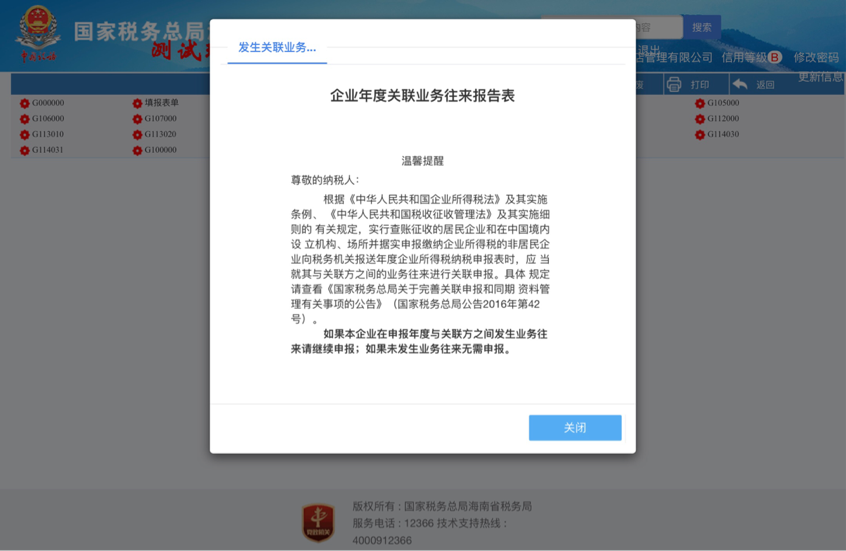 国家税务总局
测试
内容
搜索
退出
管理有限公司
信用等级 B
修改密码
更新信息
打印
返回
G000000
填报表单
G105000
G106000
G107000
G112000
G113010
G113020
G114030
G114031
G100000
发生关联业务...
企业年度关联业务往来报告表
温馨提醒
尊敬的纳税人：
根据《中华人民共和国企业所得税法》及其实施
条例、《中华人民共和国税收征收管理法》及其实施细
则的 有关规定，实行查账征收的居民企业和在中国境内
设 立机构、场所并据实申报缴纳企业所得税的非居民企
业向税务机关报送年度企业所得税纳税申报表时，应 当
就其与关联方之间的业务往来进行关联申报。具体 规定
请查看《国家税务总局关于完善关联申报和同期 资料管
理有关事项的公告》（国家税务总局公告2016年第42
号）。
如果本企业在申报年度与关联方之间发生业务往
来请继续申报；如果未发生业务往来无需申报。
关闭
版权所有 : 国家税务总局海南省税务局
服务电话 : 12366 技术支持热线 :
4000912366